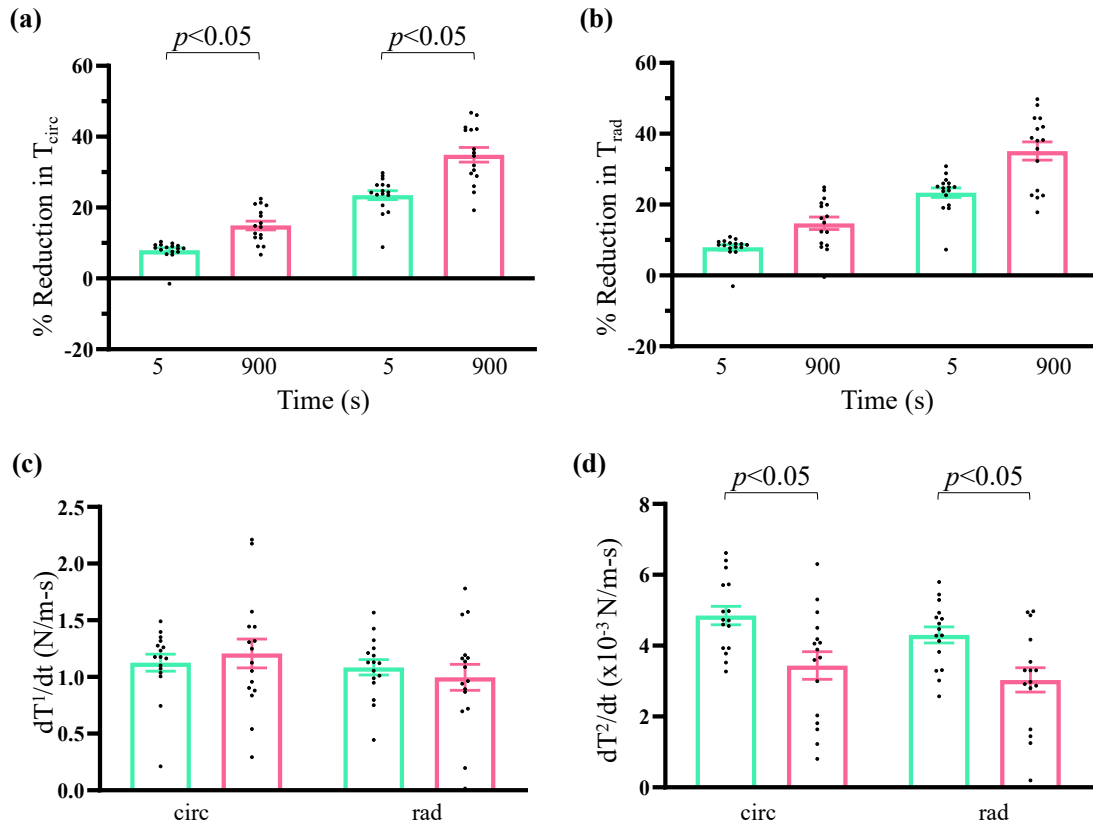 (a)
p<0.05 p<0.05
% Reduction in T_circ
60
40
20
0
-20
5 900 5 900
Time (s)
(b)
% Reduction in T_rad
60
40
20
0
-20
5 900 5 900
Time (s)
(c)
dT¹/dt (N/m-s)
2.5
2.0
1.5
1.0
0.5
0.0
circ rad
(d)
p<0.05 p<0.05
dT²/dt (x10⁻³ N/m-s)
8
6
4
2
0
circ rad